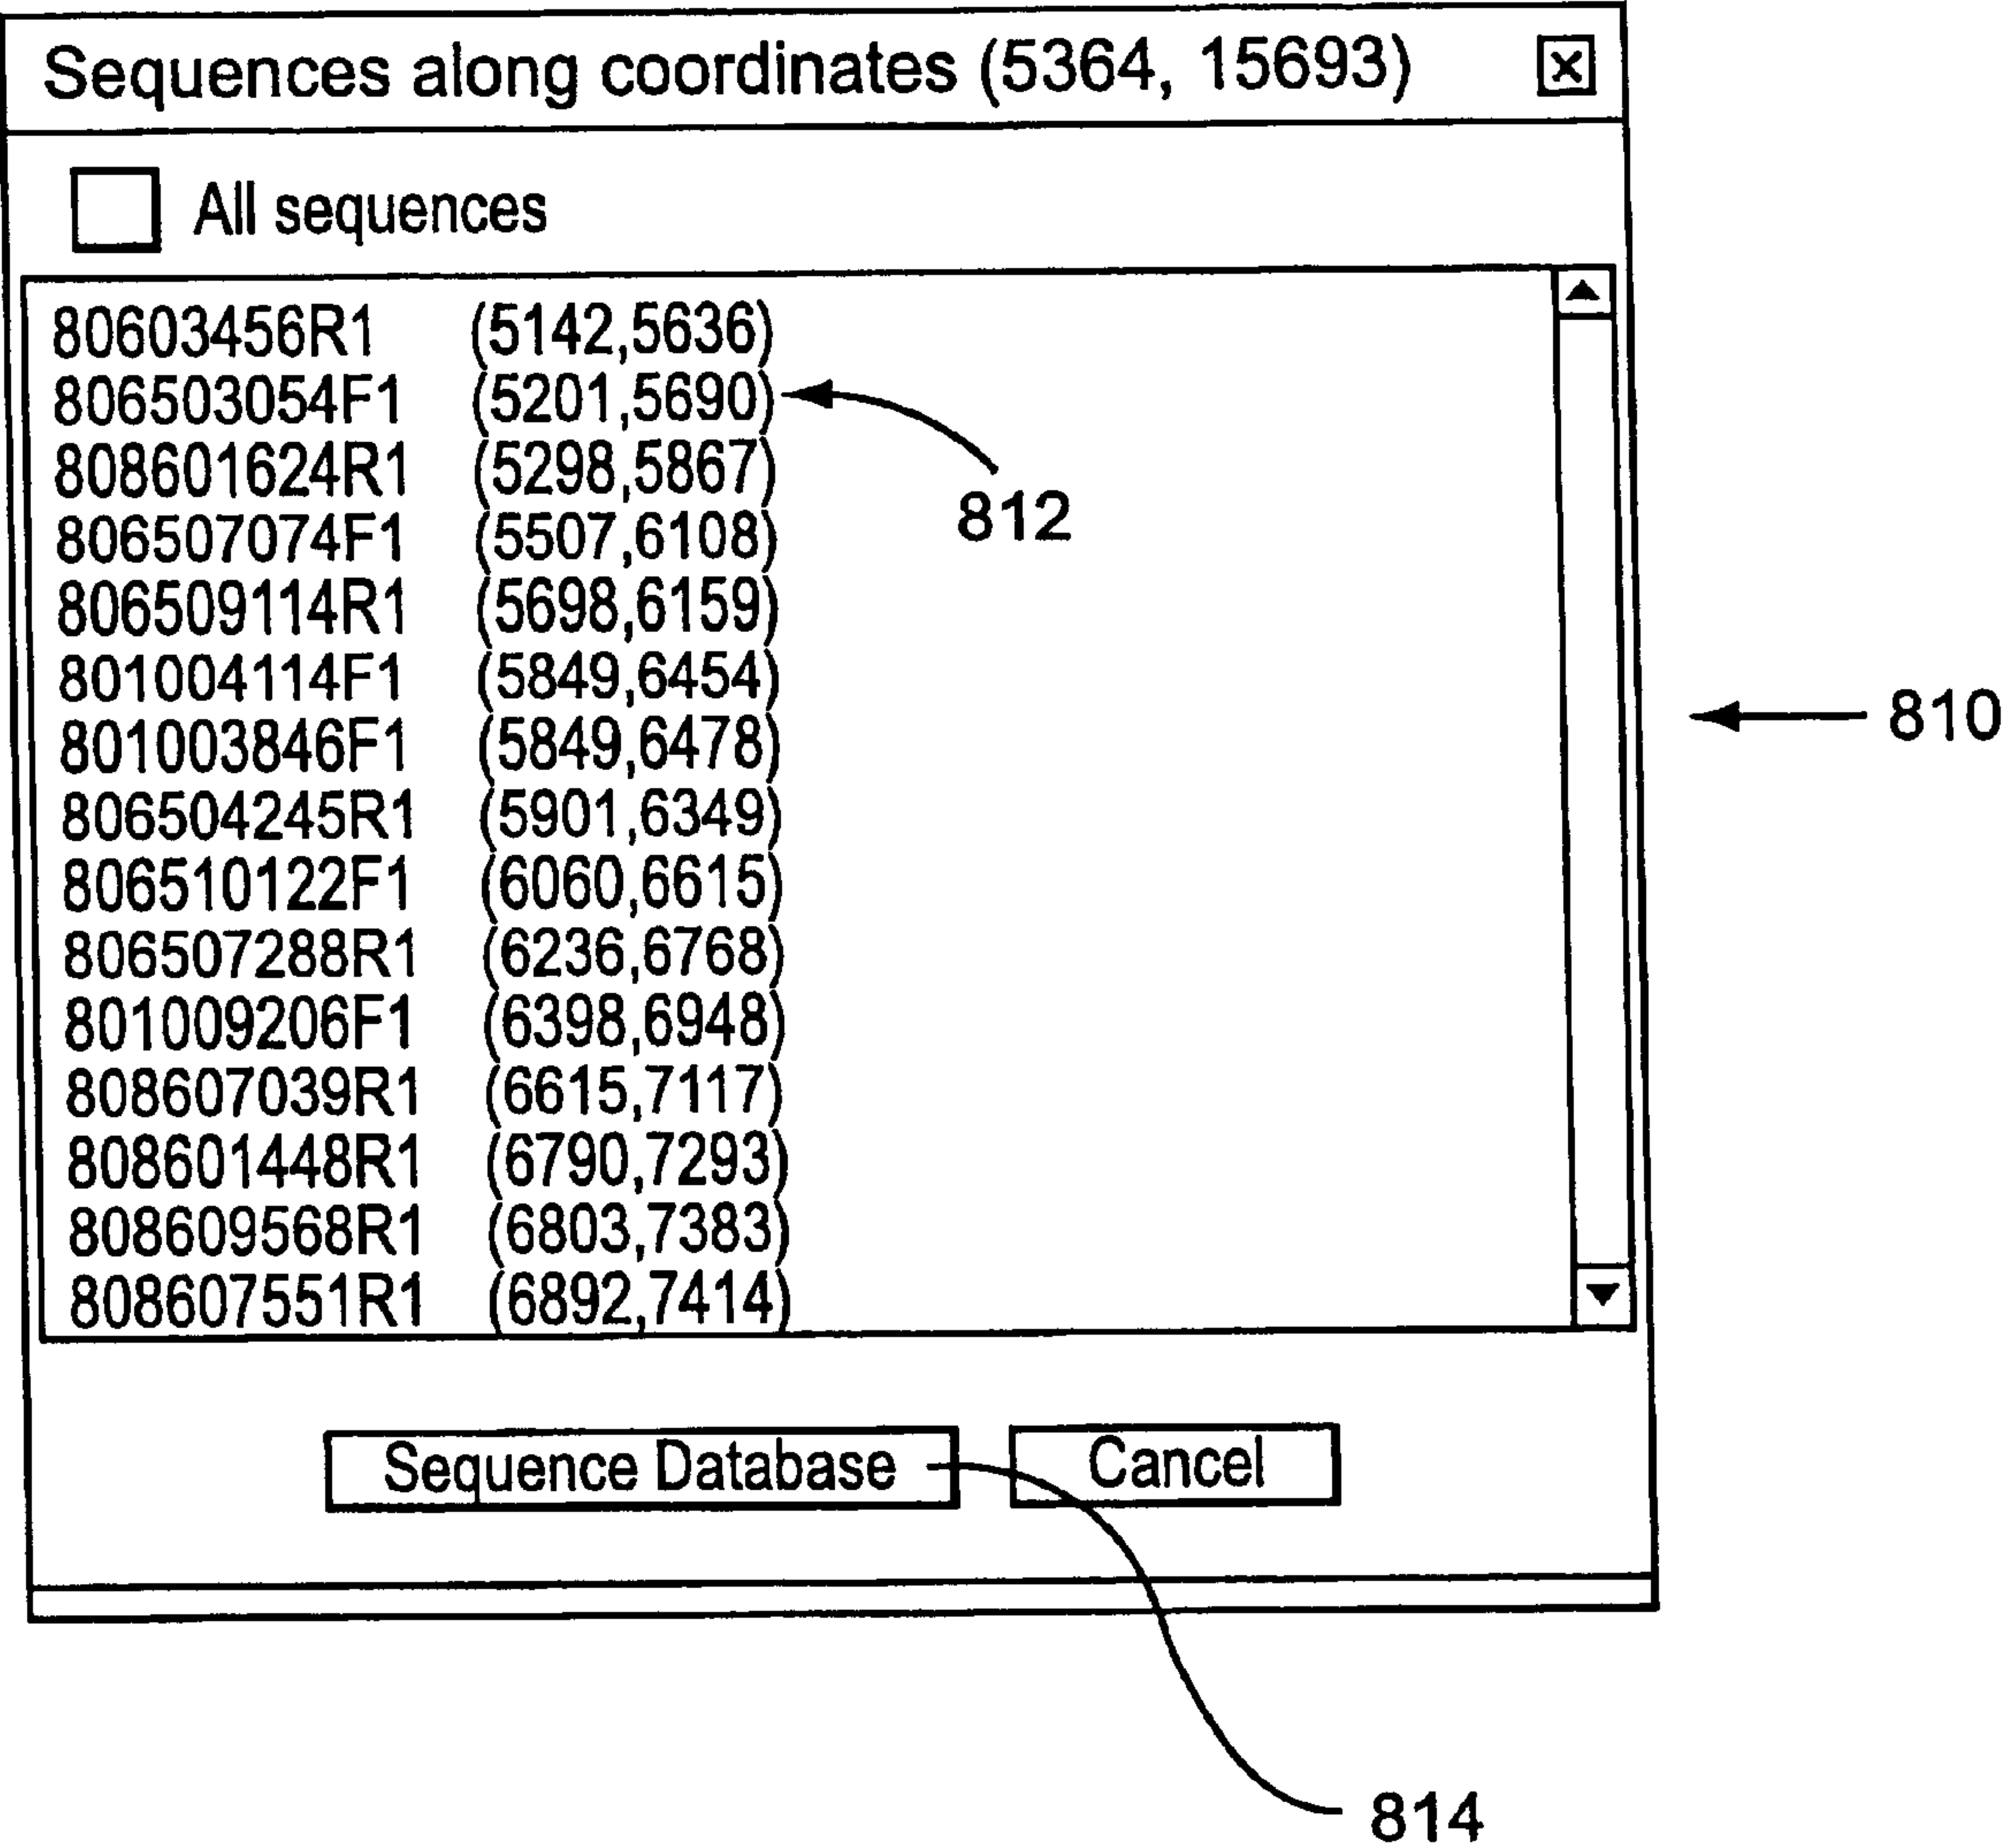 Sequences along coordinates (5364, 15693)
All sequences
80603456R1 (5142,5636)
806503054F1 (5201,5690)
808601624R1 (5298,5867)
806507074F1 (5507,6108)
806509114R1 (5698,6159)
801004114F1 (5849,6454)
801003846F1 (5849,6478)
806504245R1 (5901,6349)
806510122F1 (6060,6615)
806507288R1 (6236,6768)
801009206F1 (6398,6948)
808607039R1 (6615,7117)
808601448R1 (6790,7293)
808609568R1 (6803,7383)
808607551R1 (6892,7414)
812
810
Sequence Database
Cancel
814